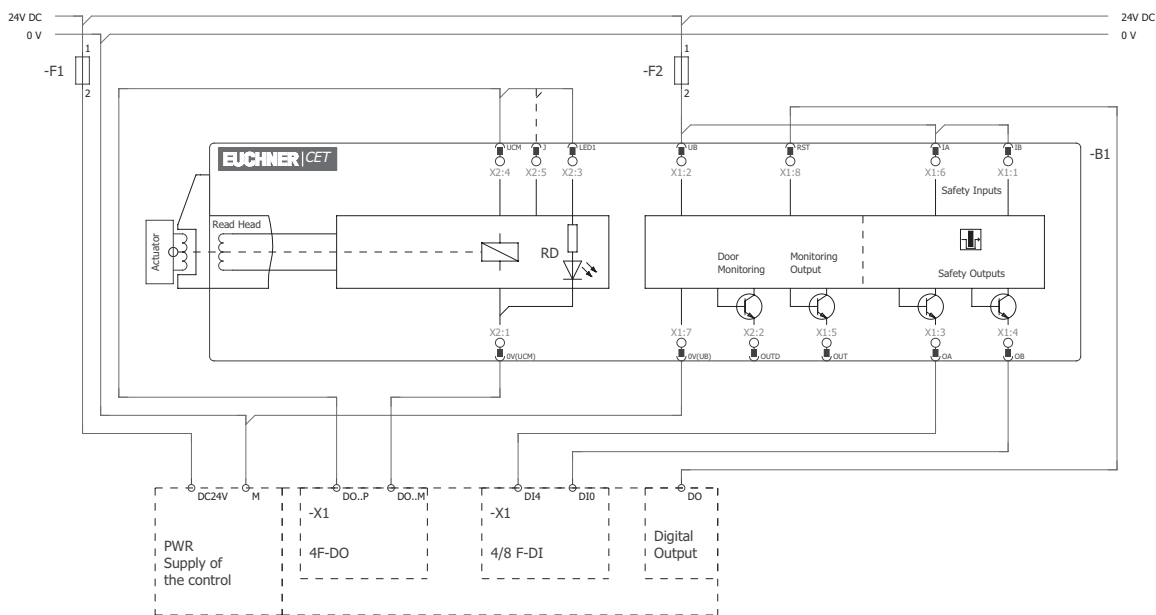 24V DC 24V DC
0 V 0 V
1 1
-F1 -F2
2 2
EUCHNER CET UCM J LED1 UB RST IA IB -B1
X2:4 X2:5 X2:3 X1:2 X1:8 X1:6 X1:1
Safety Inputs
Read Head
Actuator
RD
Door Monitoring
Monitoring Output
Safety Outputs
X2:1 X1:7 X2:2 X1:5 X1:3 X1:4
0V(UCM) 0V(UB) OUTD OUT OA OB
DC24V M DO..P DO..M DI4 DI0 DO
-X1 -X1
PWR
Supply of
the control
4F-DO
4/8 F-DI
Digital
Output